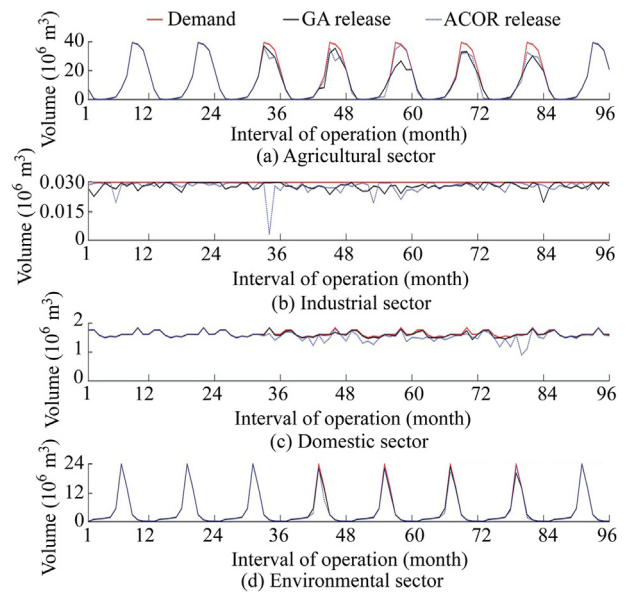 Demand GA release ACOR release
Volume (10⁶ m³)
40
20
0
1 12 24 36 48 60 72 84 96
Interval of operation (month)
(a) Agricultural sector
Volume (10⁶ m³)
0.030
0.015
0
1 12 24 36 48 60 72 84 96
Interval of operation (month)
(b) Industrial sector
Volume (10⁶ m³)
2
1
0
1 12 24 36 48 60 72 84 96
Interval of operation (month)
(c) Domestic sector
Volume (10⁶ m³)
24
12
0
1 12 24 36 48 60 72 84 96
Interval of operation (month)
(d) Environmental sector